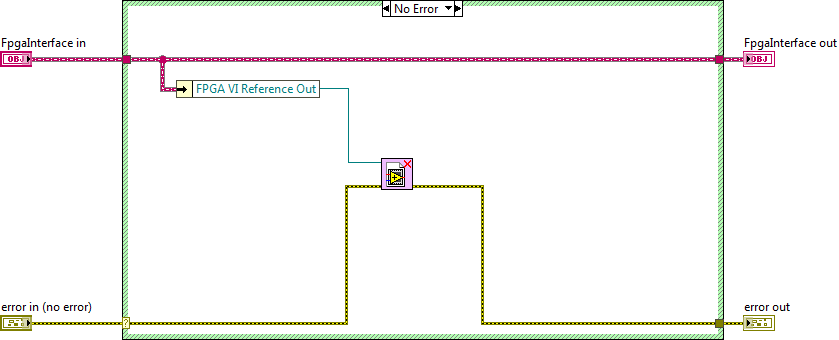 No Error
FpgaInterface in
FpgaInterface out
OBJ
OBJ
FPGA VI Reference Out
error in (no error)
error out
?